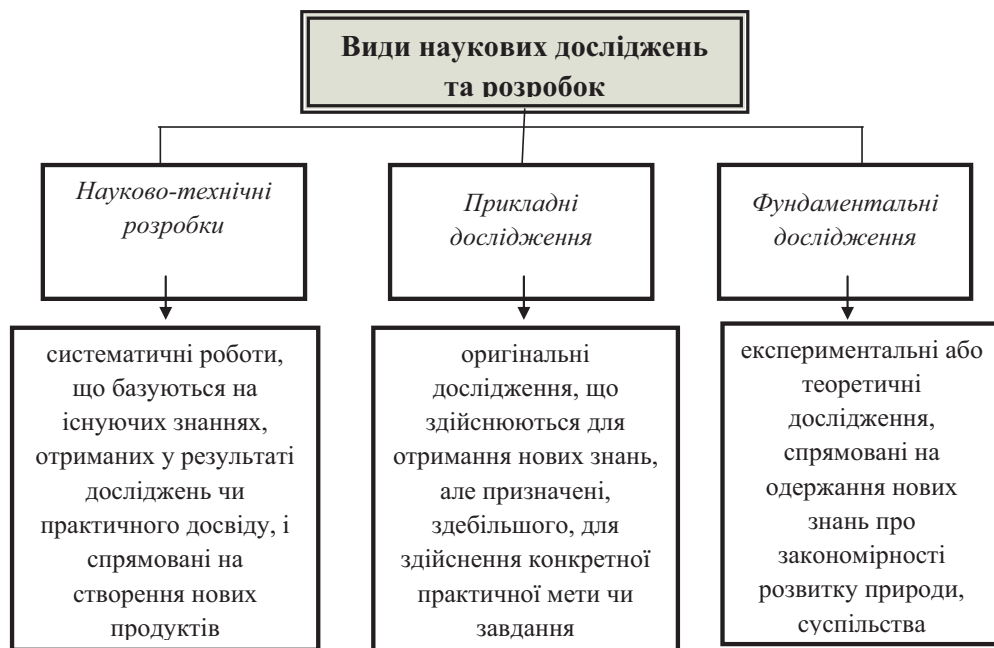 Види наукових досліджень
та розробок
Науково-технічні
розробки
Прикладні
дослідження
Фундаментальні
дослідження
систематичні роботи,
що базуються на
існуючих знаннях,
отриманих у результаті
досліджень чи
практичного досвіду, і
спрямовані на
створення нових
продуктів
оригінальні
дослідження, що
здійснюються для
отримання нових знань,
але призначені,
здебільшого, для
здійснення конкретної
практичної мети чи
завдання
експериментальні або
теоретичні
дослідження,
спрямовані на
одержання нових
знань про
закономірності
розвитку природи,
суспільства